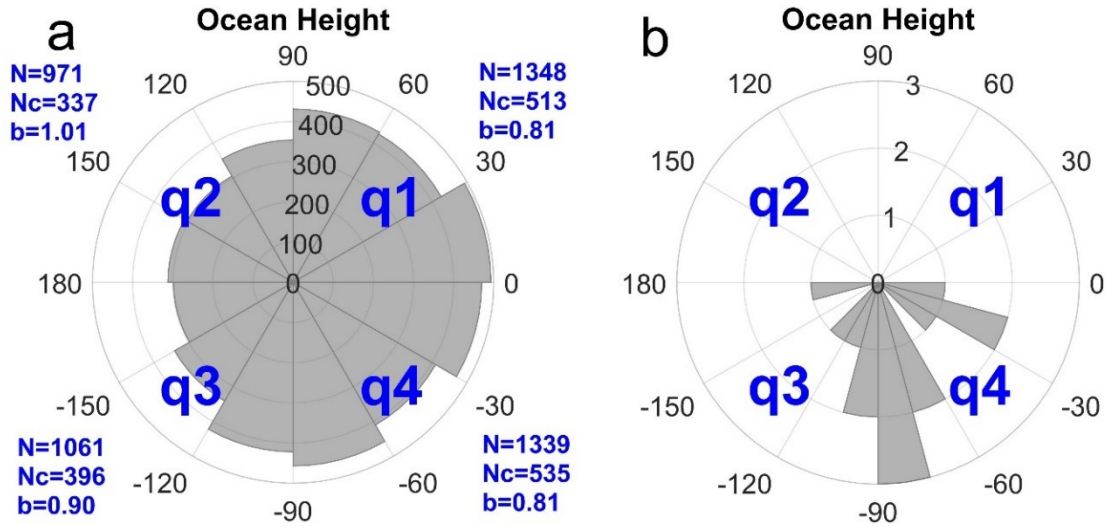 a
Ocean Height
N=971
Nc=337
b=1.01
N=1348
Nc=513
b=0.81
90
120
60
150
30
180
0
-150
-30
-120
-60
-90
500
400
300
200
100
0
q2
q1
q3
q4
N=1061
Nc=396
b=0.90
N=1339
Nc=535
b=0.81
b
Ocean Height
90
120
60
150
30
180
0
-150
-30
-120
-60
-90
3
2
1
0
q2
q1
q3
q4